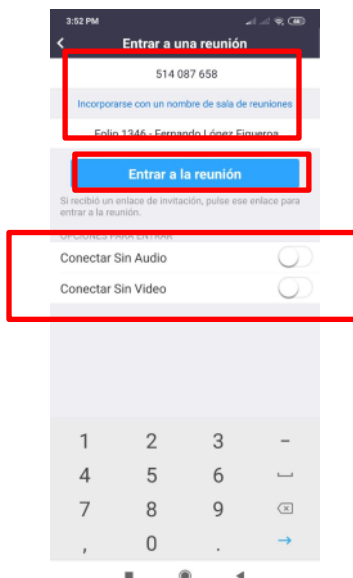 3:52 PM
Entrar a una reunión
514 087 658
Incorporarse con un nombre de sala de reuniones
Folio 1346 - Fernando López Figueroa
Entrar a la reunión
Si recibió un enlace de invitación, pulse ese enlace para
entrar a la reunión.
OPCIONES PARA ENTRAR
Conectar Sin Audio
Conectar Sin Video
1 2 3 -
4 5 6
7 8 9
, 0 .